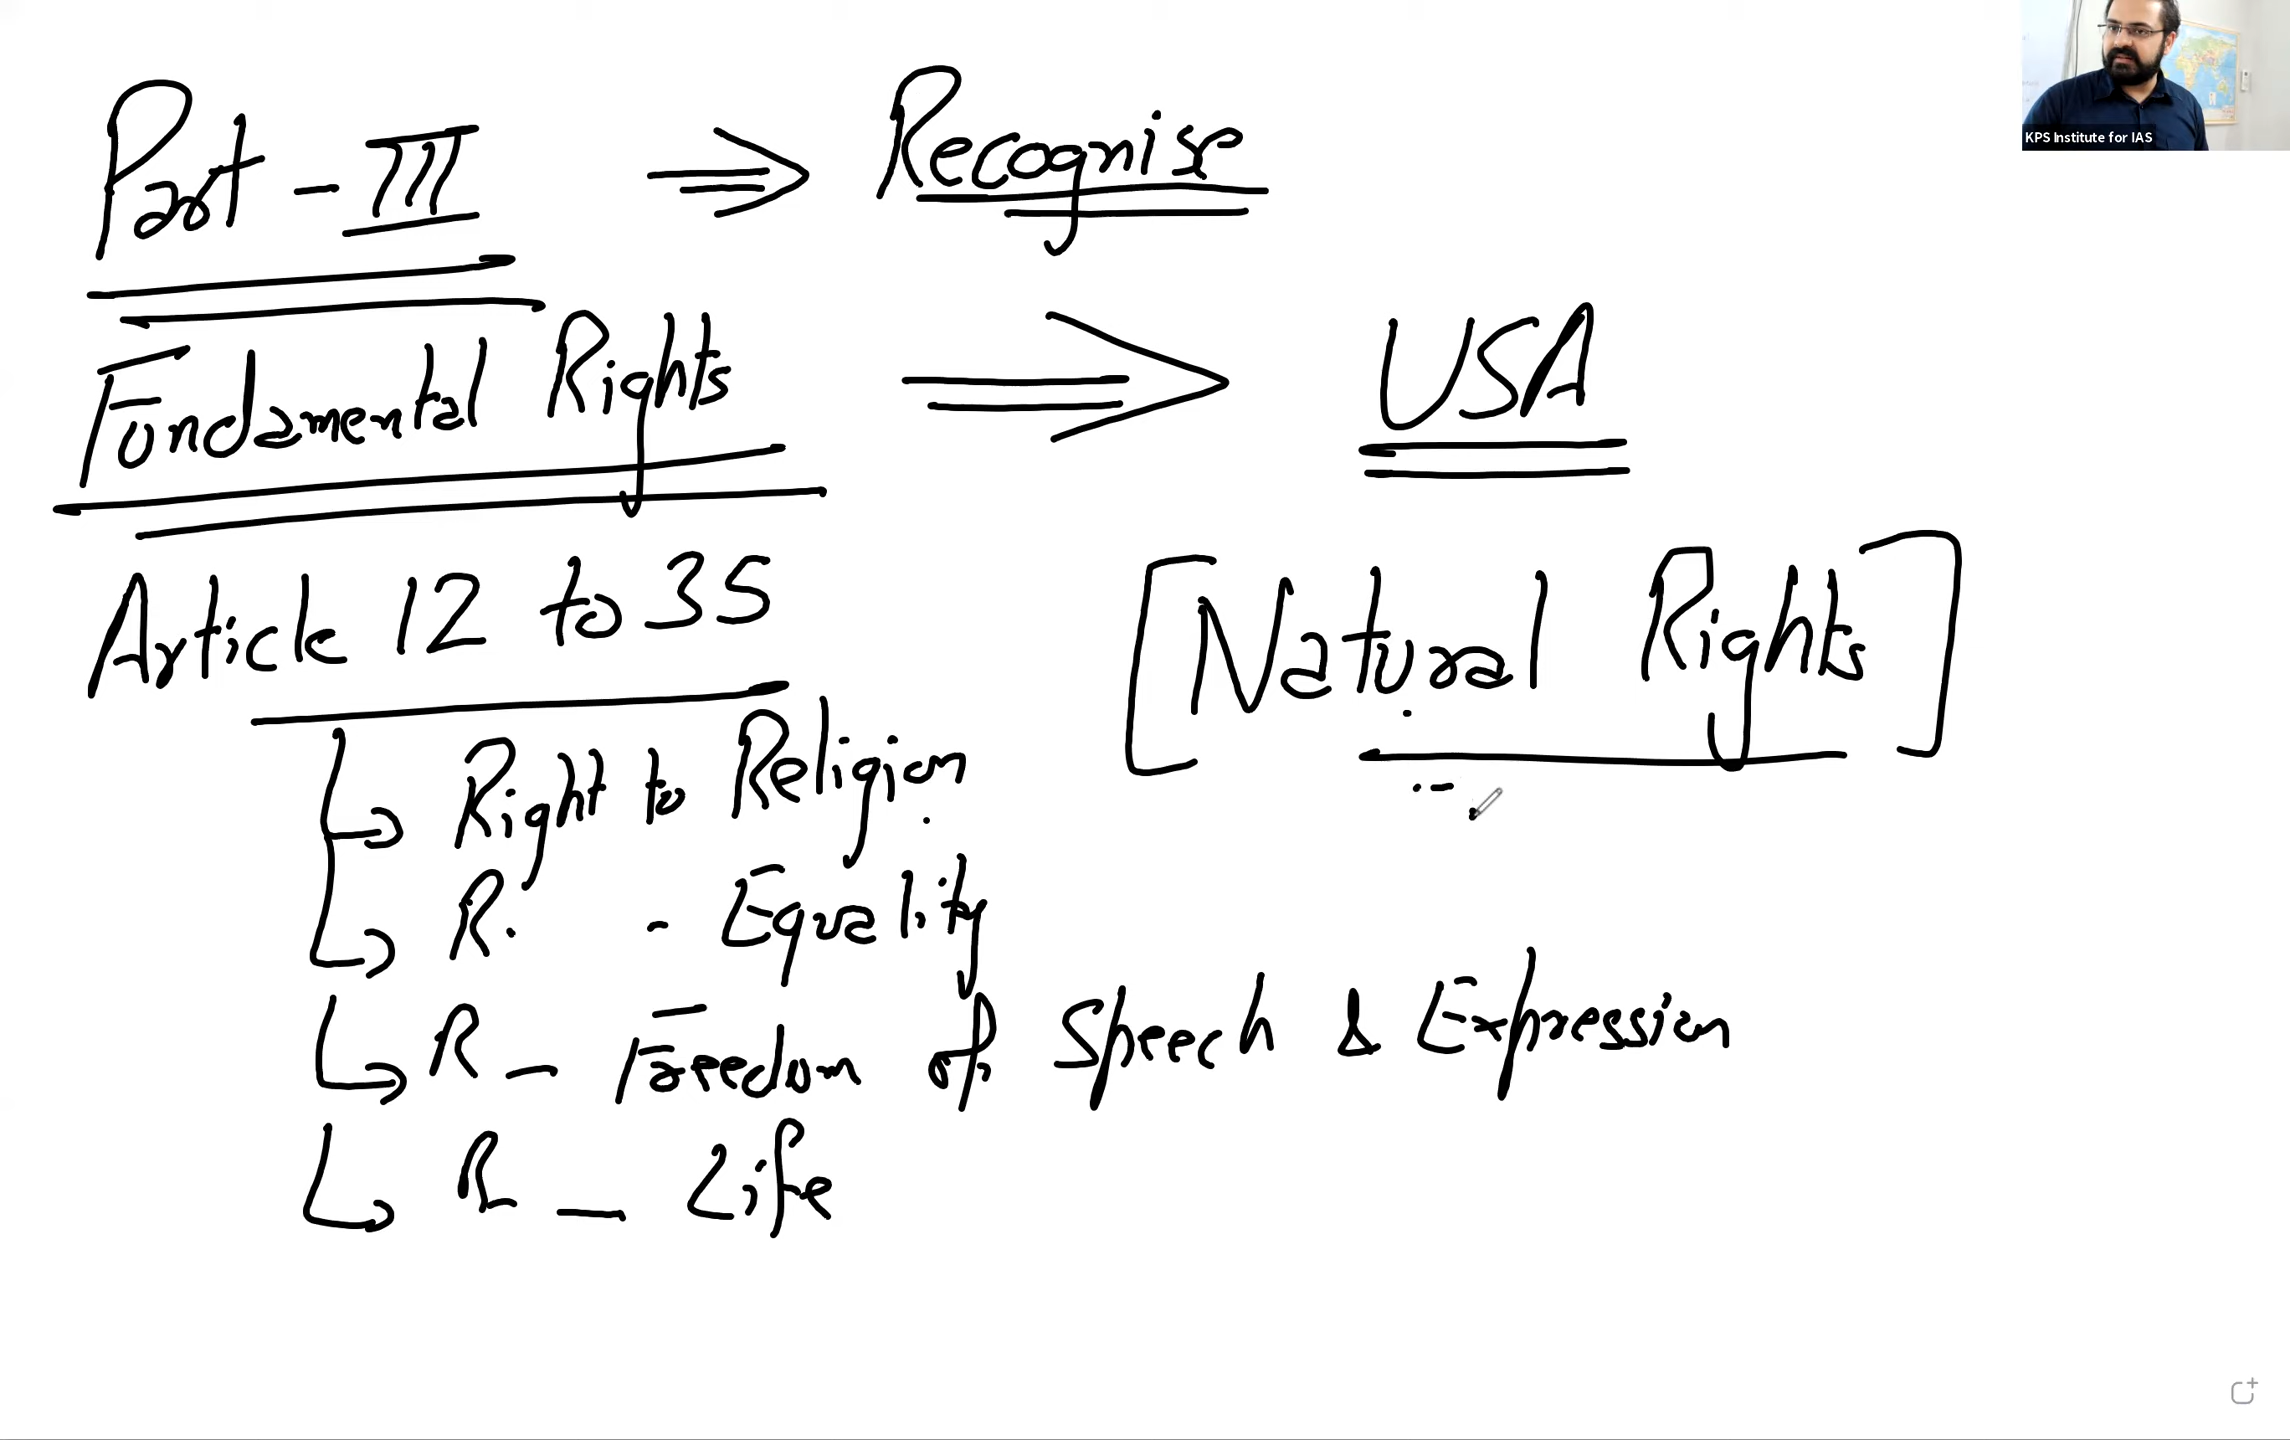 Part - III ⇒ Recognise
KPS Institute for IAS
Fundamental Rights ⇒ USA
Article 12 to 35
[Natural Rights]
Right to Religion
R. - Equality
R - Freedom of Speech & Expression
R - Life